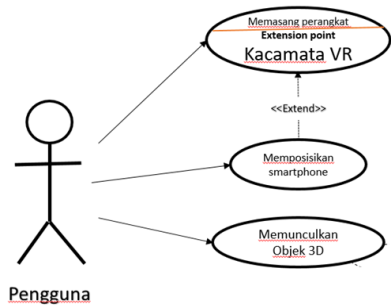 Memasang perangkat
Extension point
Kacamata VR
<<Extend>>
Memposisikan
smartphone
Memunculkan
Objek 3D
Pengguna